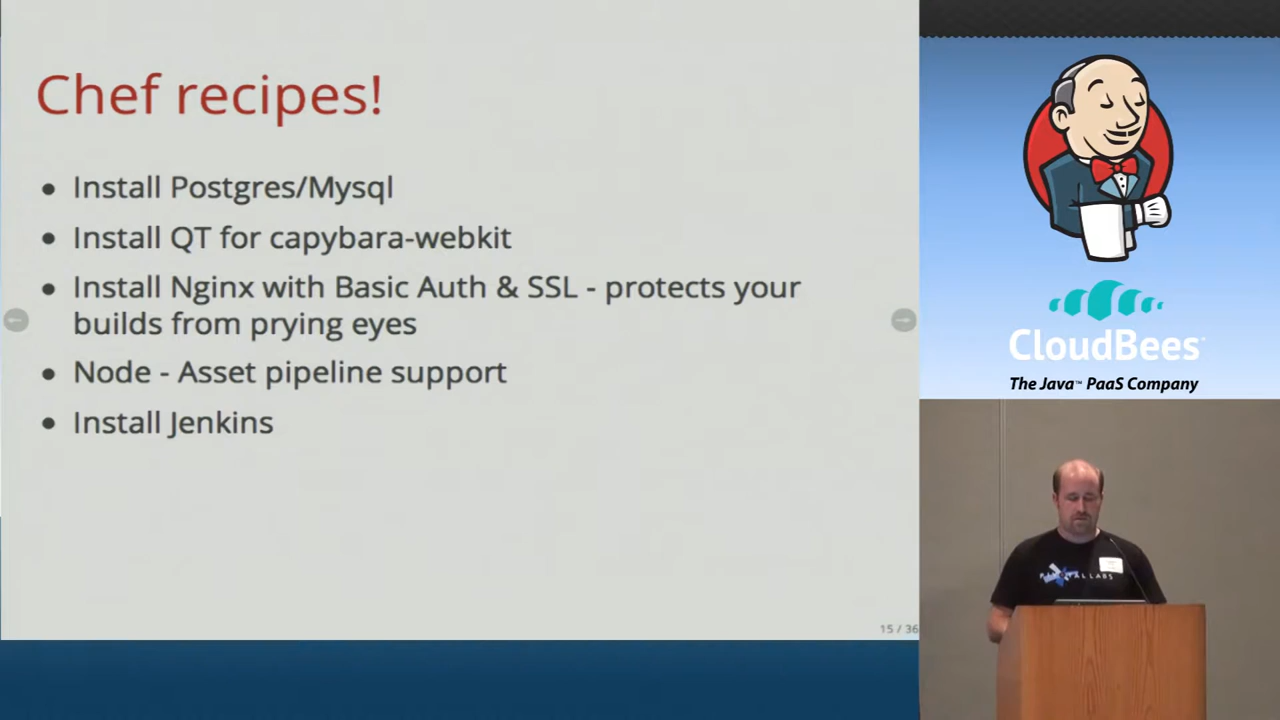 Chef recipes!
Install Postgres/Mysql
Install QT for capybara-webkit
Install Nginx with Basic Auth & SSL - protects your
builds from prying eyes
Node - Asset pipeline support
Install Jenkins
15 / 36
CloudBees
The Java™ PaaS Company